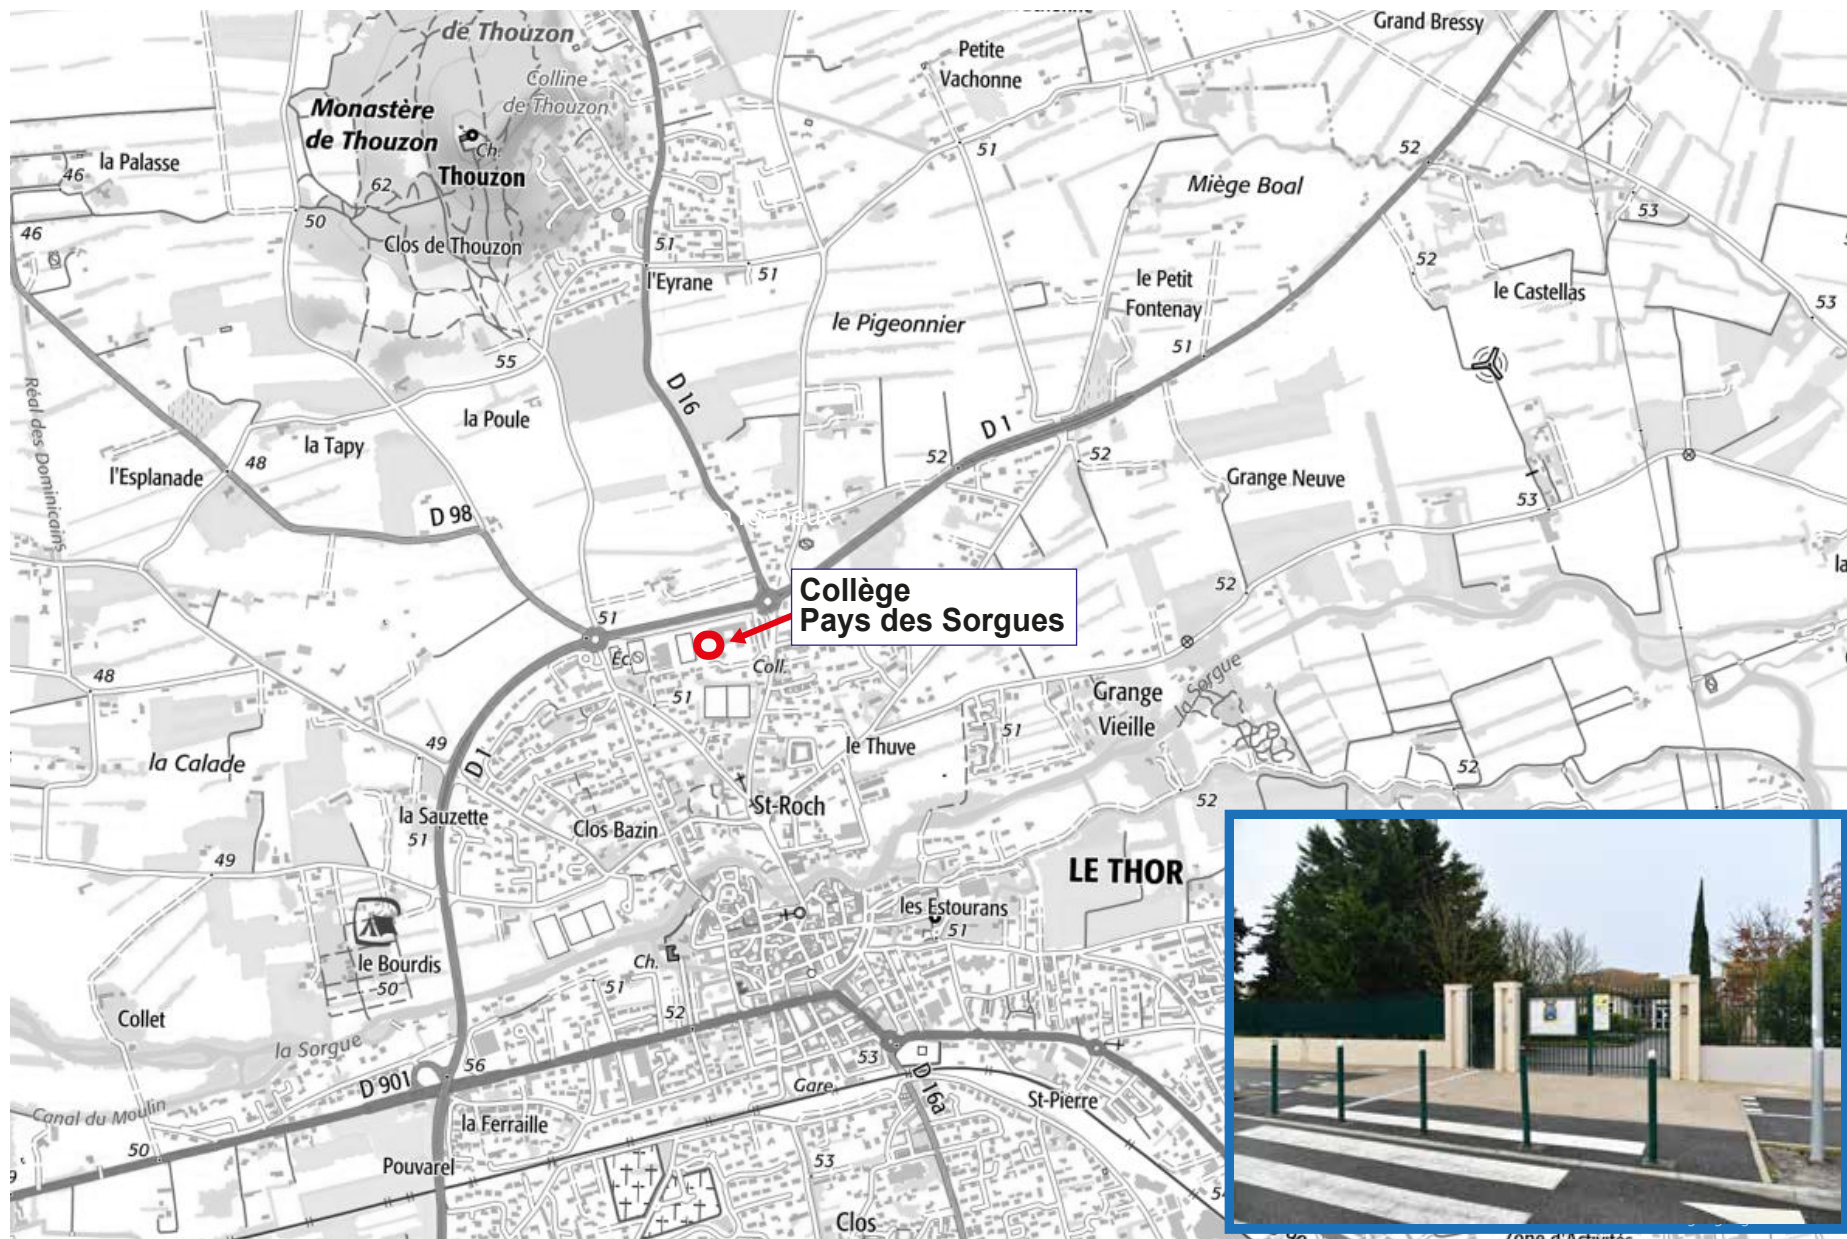 de Thouzon
Grand Bressy
Petite
Vachonne
Colline
de Thouzon
Monastère
de Thouzon
Ch.
Thouzon
la Palasse
46
62
50
46
Clos de Thouzon
51
l'Eyrane
51
51
Miège Boal
52
53
52
le Petit
Fontenay
51
le Castellas
53
le Pigeonnier
55
D 16
la Poule
D 1
la Tapy
48
l'Esplanade
Réal des Dominicains
52
52
Grange Neuve
53
D 98
la
51
Collège
Pays des Sorgues
52
Éc.
Coll.
51
48
la Sorgue
Grange
Vieille
51
le Thuve
49
la Calade
D 1
52
52
St-Roch
la Sauzette
51
Clos Bazin
49
LE THOR
les Estourans
51
Ch.
le Bourdis
50
51
52
Collet
la Sorgue
53
56
D 901
Gare
D 16a
St-Pierre
Canal du Moulin
la Ferraille
50
Pouvarel
53
54
9
Clos
Zone d'Activités